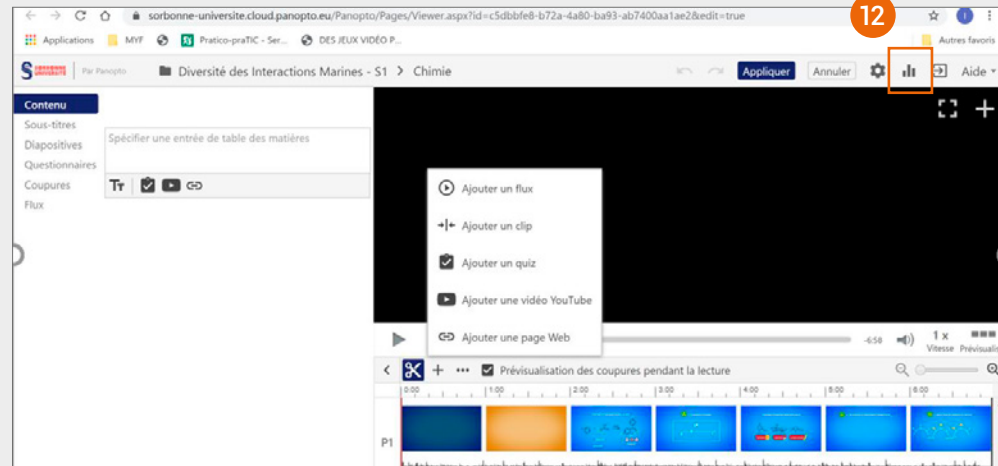 12
sorbonne-universite.cloud.panopto.eu/Panopto/Pages/Viewer.aspx?id=c5dbbfe8-b72a-4a80-ba93-ab7400aa1ae2&edit=true
Applications MYF Pratico-praTIC - Ser... DES JEUX VIDÉO P... Autres favoris
SORBONNE UNIVERSITÉ Par Panopto Diversité des Interactions Marines - S1 > Chimie Appliquer Annuler Aide
Contenu
Sous-titres
Diapositives
Questionnaires
Coupures
Flux
Spécifier une entrée de table des matières
Ajouter un flux
Ajouter un clip
Ajouter un quiz
Ajouter une vidéo YouTube
Ajouter une page Web
-6:58 1 x
Vitesse Prévisualis
Prévisualisation des coupures pendant la lecture
0:00 1:00 2:00 3:00 4:00 5:00 6:00
P1